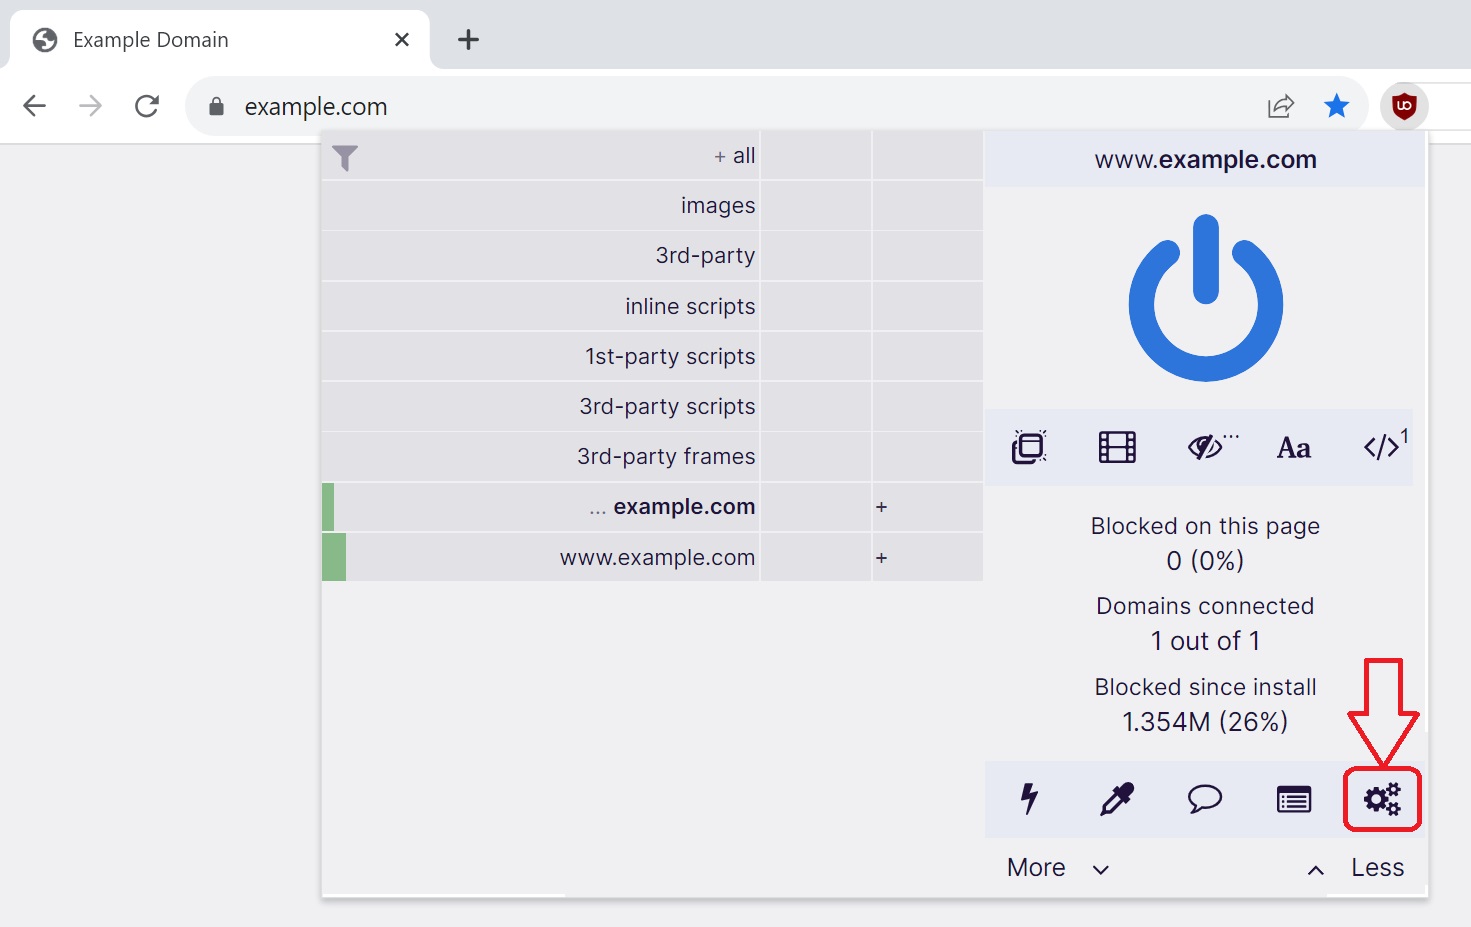 Example Domain
example.com
+ all
images
3rd-party
inline scripts
1st-party scripts
3rd-party scripts
3rd-party frames
... example.com +
www.example.com +
www.example.com
Aa
</>1
Blocked on this page
0 (0%)
Domains connected
1 out of 1
Blocked since install
1.354M (26%)
More
Less